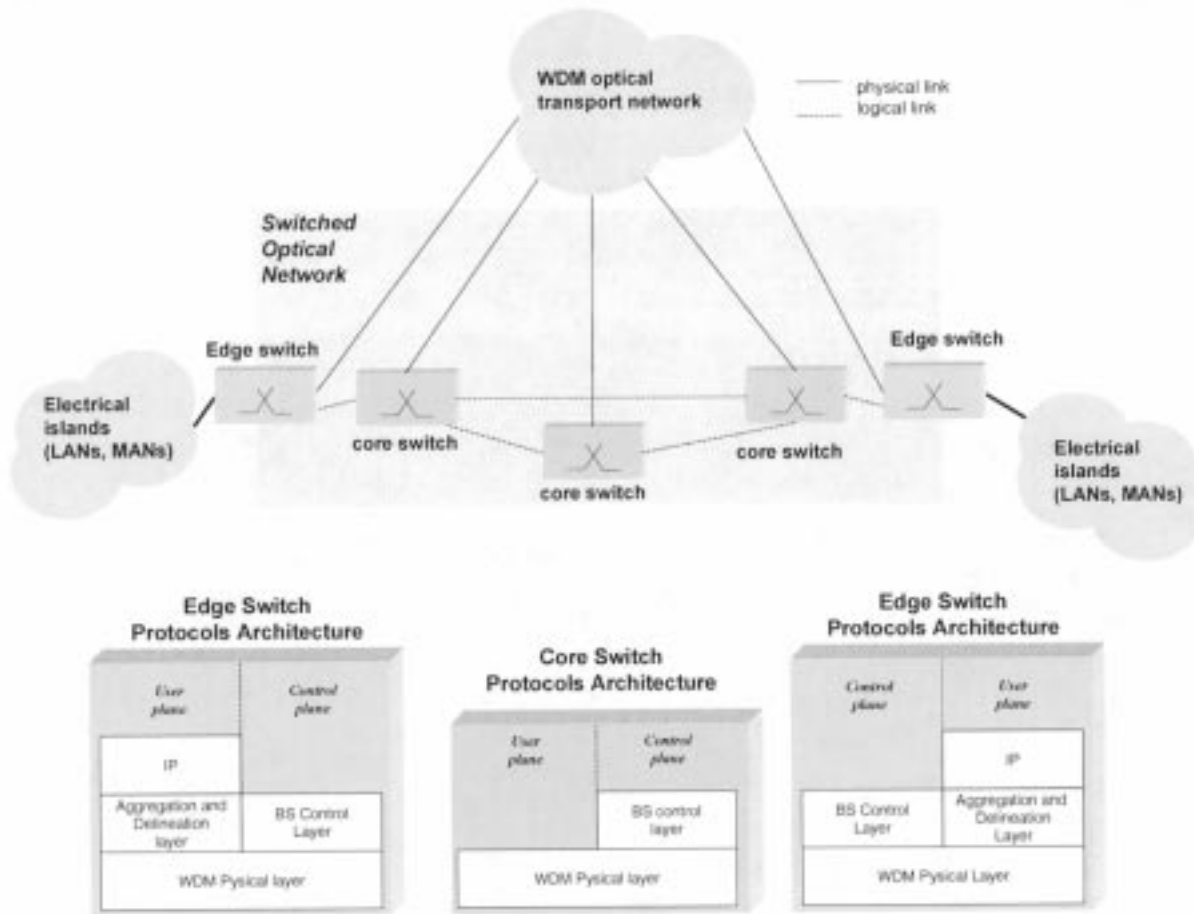 WDM optical
transport network
physical link
logical link
Switched
Optical
Network
Edge switch
Edge switch
Electrical
islands
(LANs, MANs)
core switch
core switch
core switch
Electrical
islands
(LANs, MANs)
Edge Switch
Protocols Architecture
User
plane
Control
plane
IP
Aggregation and
Delineation
layer
BS Control
Layer
WDM Pysical layer
Core Switch
Protocols Architecture
User
plane
Control
plane
BS control
layer
WDM Pysical layer
Edge Switch
Protocols Architecture
Control
plane
User
plane
IP
BS Control
Layer
Aggregation and
Delineation
Layer
WDM Pysical Layer